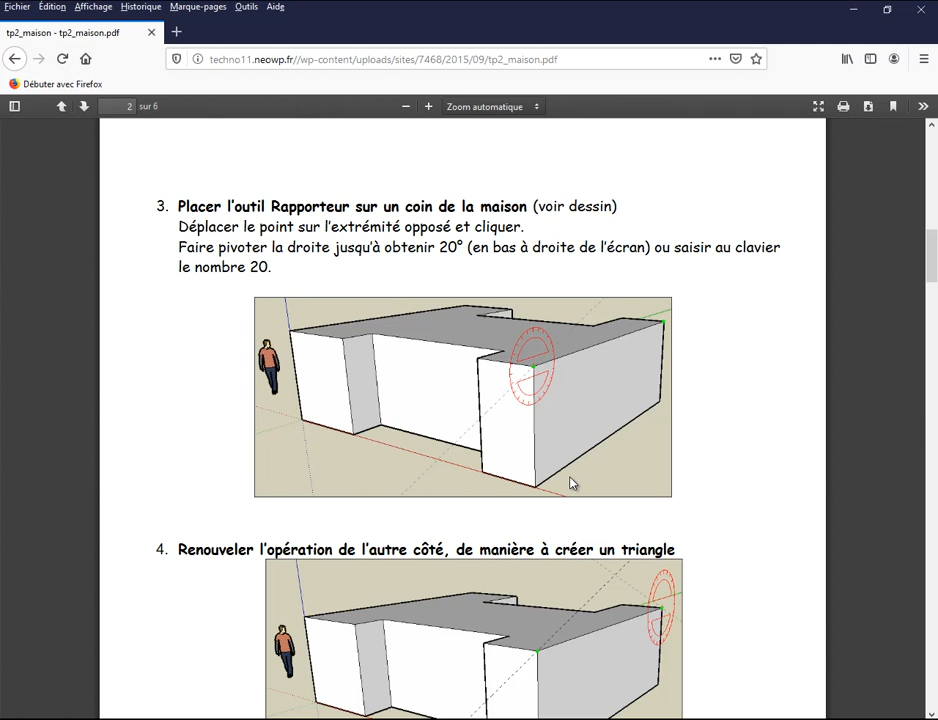 Fichier Édition Affichage Historique Marque-pages Outils Aide
tp2_maison - tp2_maison.pdf
techno11.neowp.fr//wp-content/uploads/sites/7468/2015/09/tp2_maison.pdf
Débuter avec Firefox
2 sur 6
Zoom automatique
3. Placer l'outil Rapporteur sur un coin de la maison (voir dessin)
Déplacer le point sur l'extrémité opposé et cliquer.
Faire pivoter la droite jusqu'à obtenir 20° (en bas à droite de l'écran) ou saisir au clavier
le nombre 20.
4. Renouveler l'opération de l'autre côté, de manière à créer un triangle